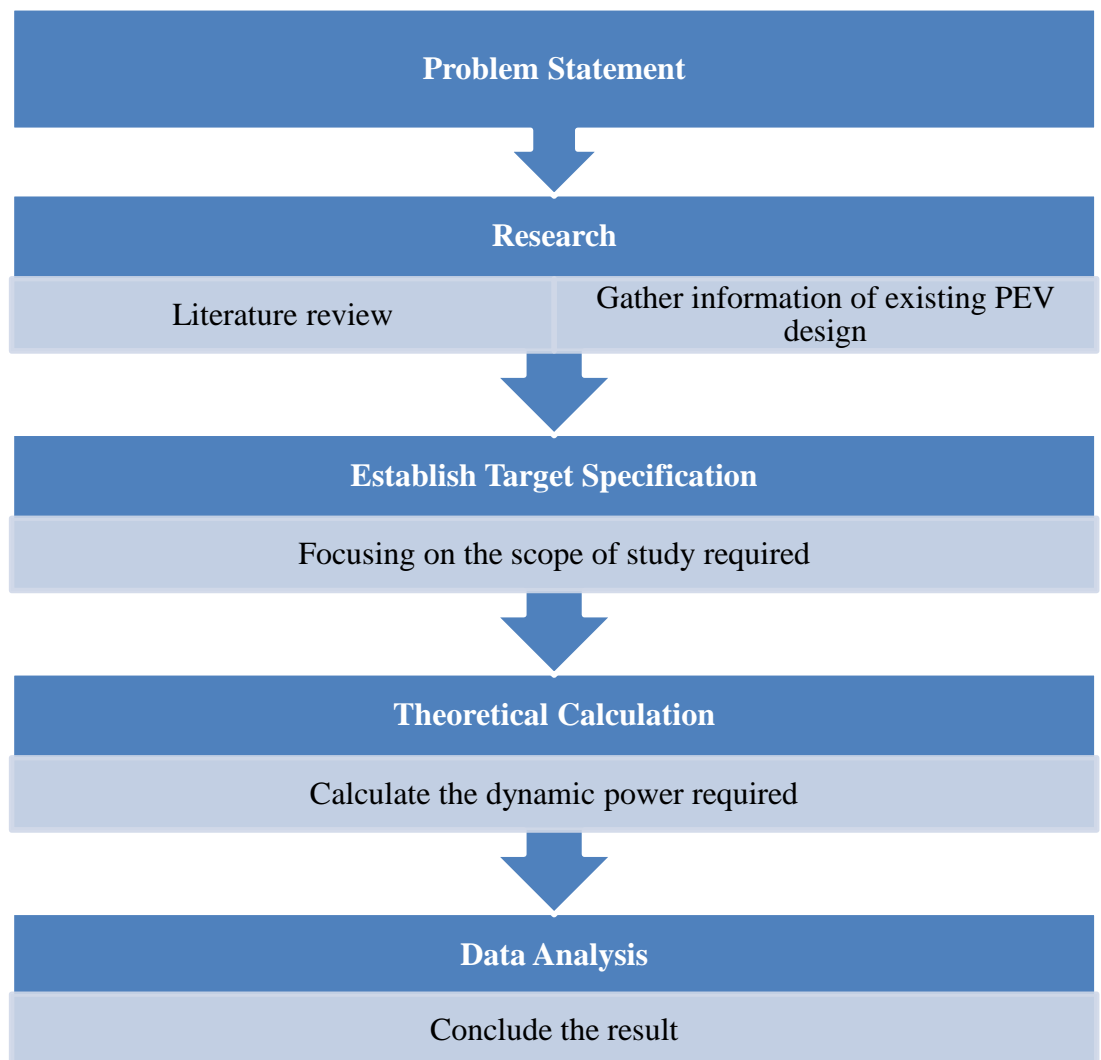 Problem Statement
Research
Literature review
Gather information of existing PEV
design
Establish Target Specification
Focusing on the scope of study required
Theoretical Calculation
Calculate the dynamic power required
Data Analysis
Conclude the result